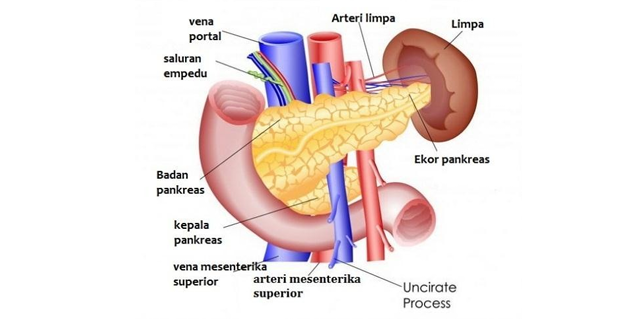 vena
portal
Arteri limpa
Limpa
saluran
empedu
Ekor pankreas
Badan
pankreas
kepala
pankreas
vena mesenterika
superior
arteri mesenterika
superior
Uncirate
Process